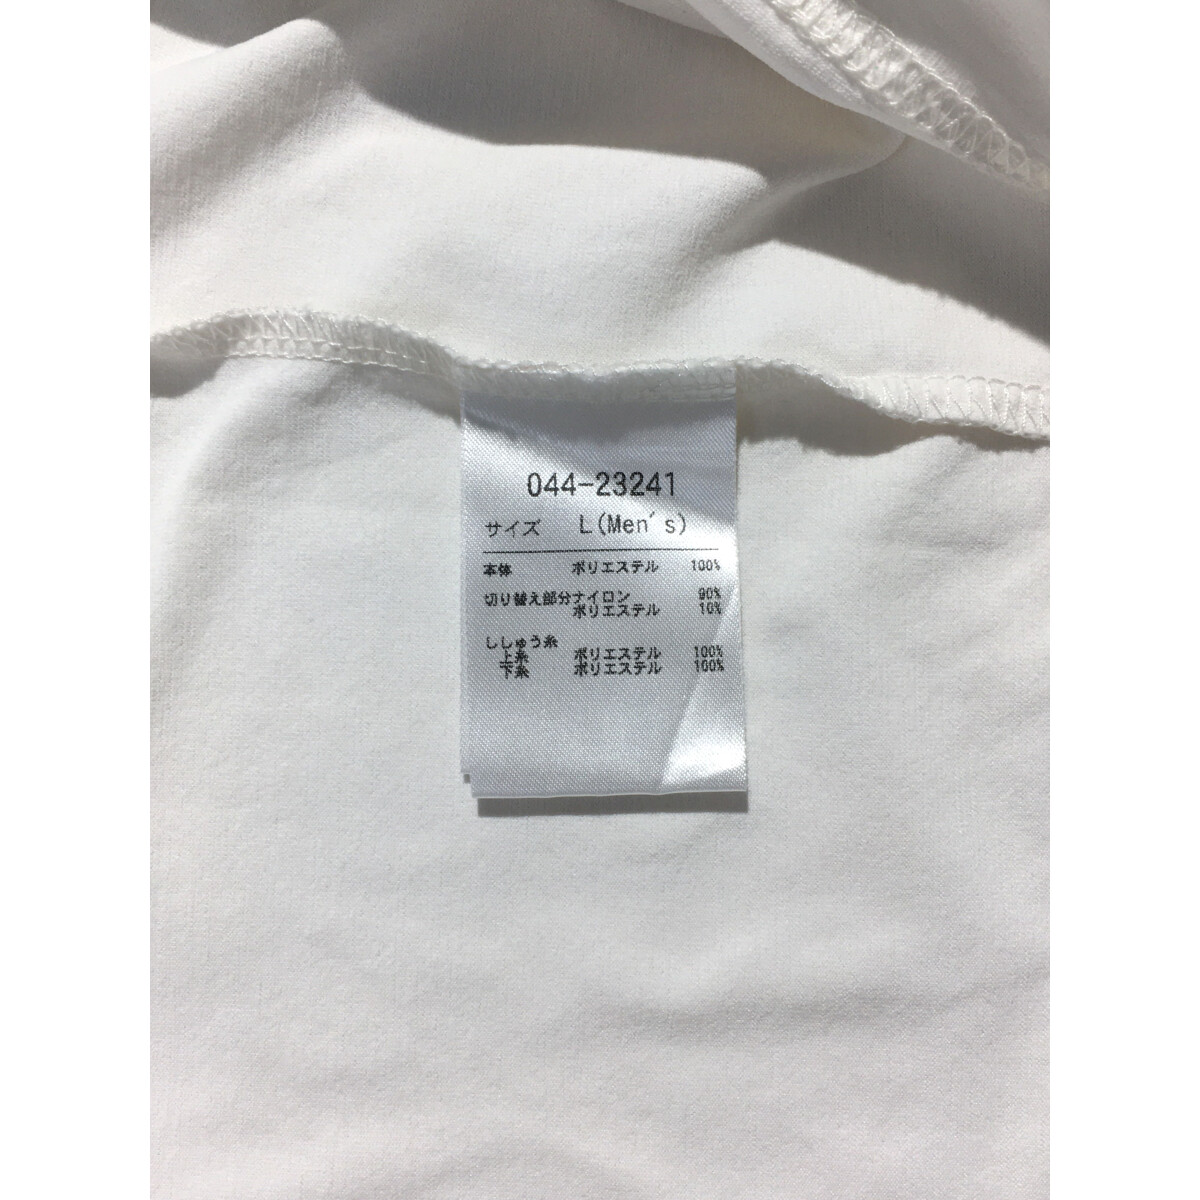 044-23241
サイズ L(Men's)
本体 ポリエステル 100%
切り替え部分ナイロン 90%
ポリエステル 10%
ししゅう糸
上糸 ポリエステル 100%
下糸 ポリエステル 100%